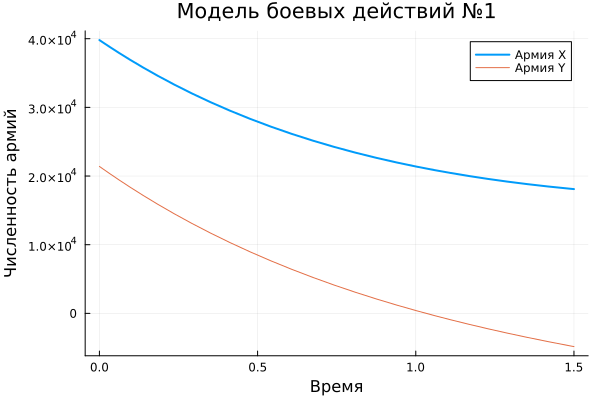 Модель боевых действий №1
Численность армий
4.0×10⁴
3.0×10⁴
2.0×10⁴
1.0×10⁴
0
Армия X
Армия Y
0.0 0.5 1.0 1.5
Время